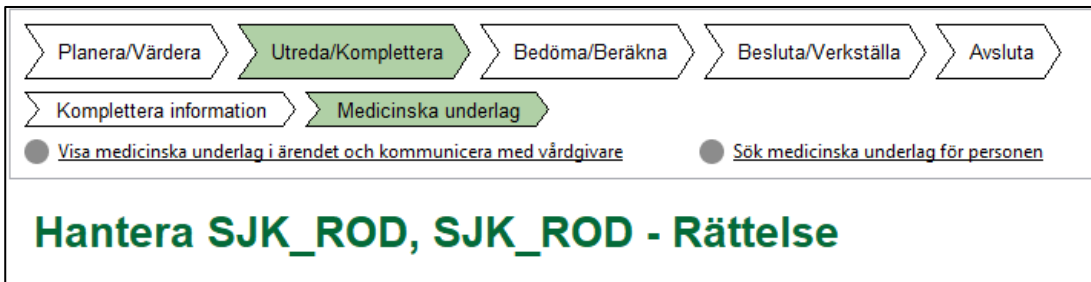 Planera/Värdera Utreda/Komplettera Bedöma/Beräkna Besluta/Verkställa Avsluta
Komplettera information Medicinska underlag
Visa medicinska underlag i ärendet och kommunicera med vårdgivare Sök medicinska underlag för personen
Hantera SJK_ROD, SJK_ROD - Rättelse